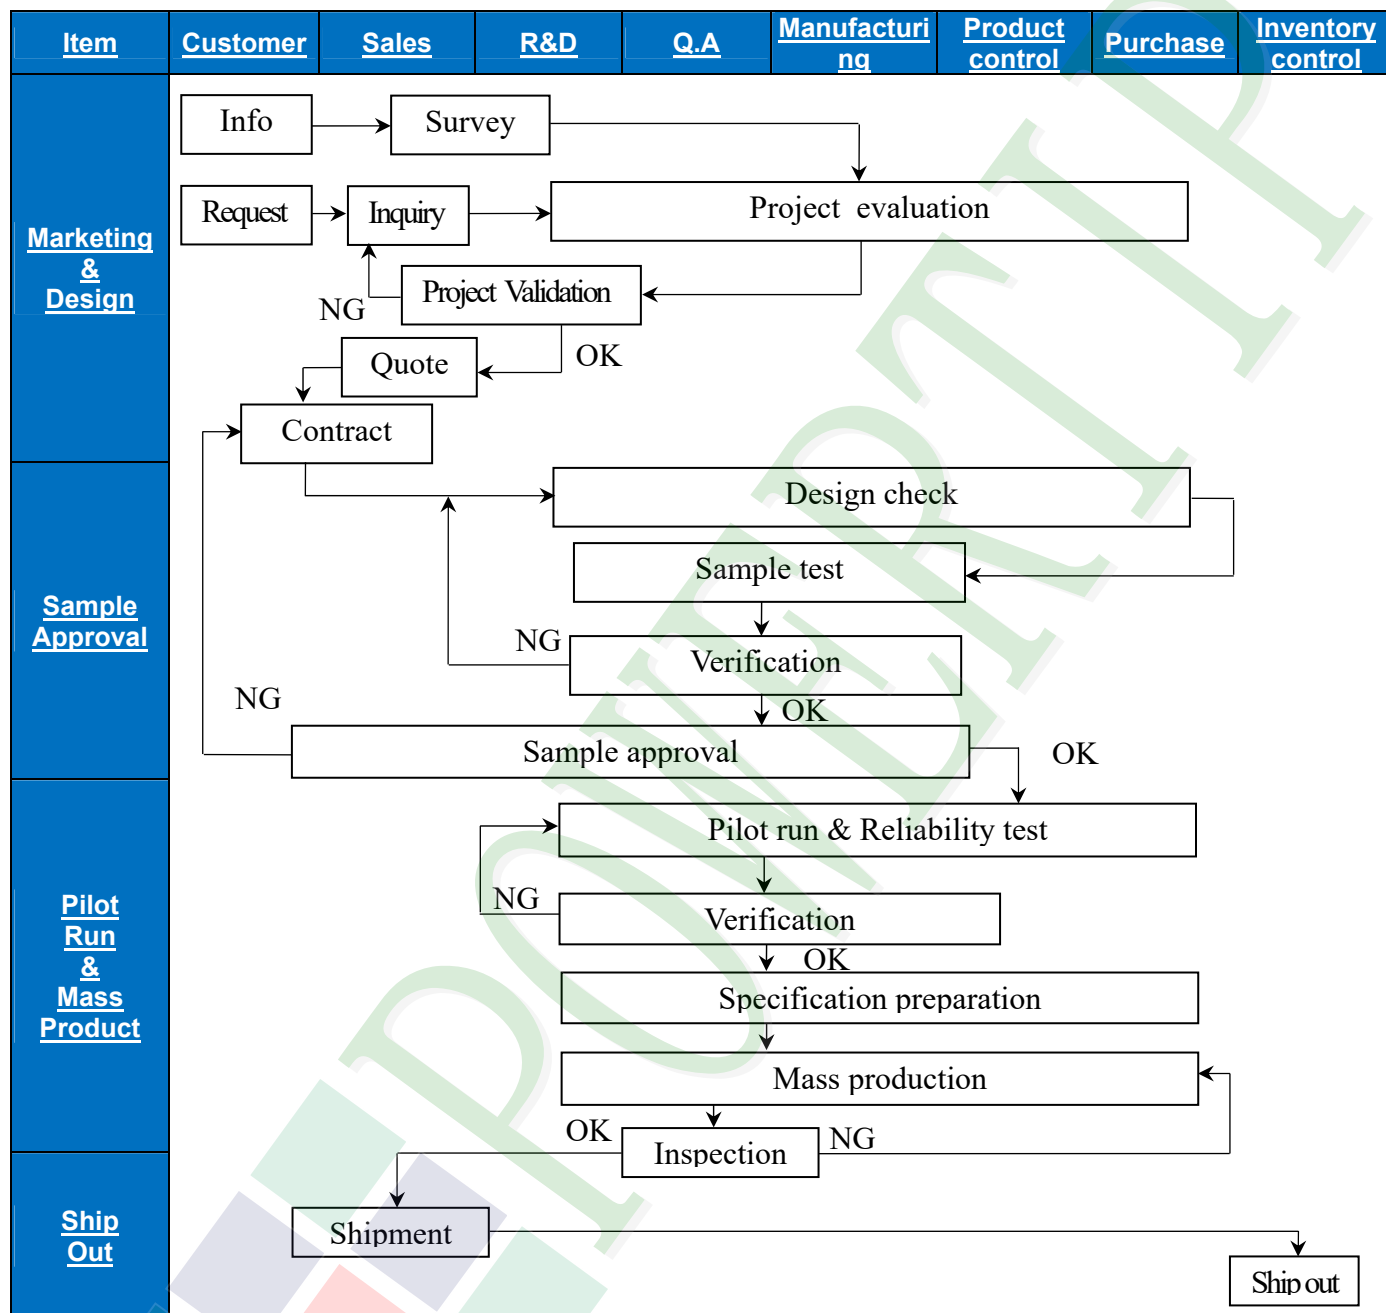 Item
Customer
Sales
R&D
Q.A
Manufacturi
ng
Product
control
Purchase
Inventory
control
Marketing
&
Design
Info
Survey
Request
Inquiry
Project evaluation
Project Validation
NG
OK
Quote
Contract
Sample
Approval
Design check
Sample test
NG
Verification
OK
NG
Sample approval
OK
Pilot
Run
&
Mass
Product
Pilot run & Reliability test
NG
Verification
OK
Specification preparation
Mass production
OK
Inspection
NG
Ship
Out
Shipment
Ship out
POWERTIP